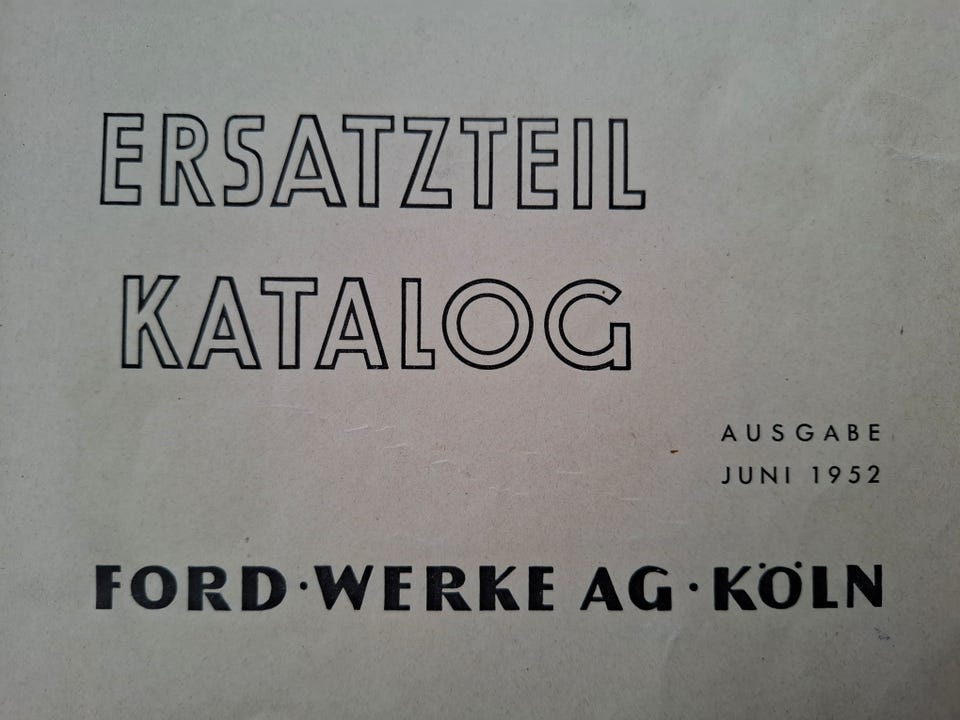 ERSATZTEIL
KATALOG
AUSGABE
JUNI 1952
FORD·WERKE AG·KÖLN